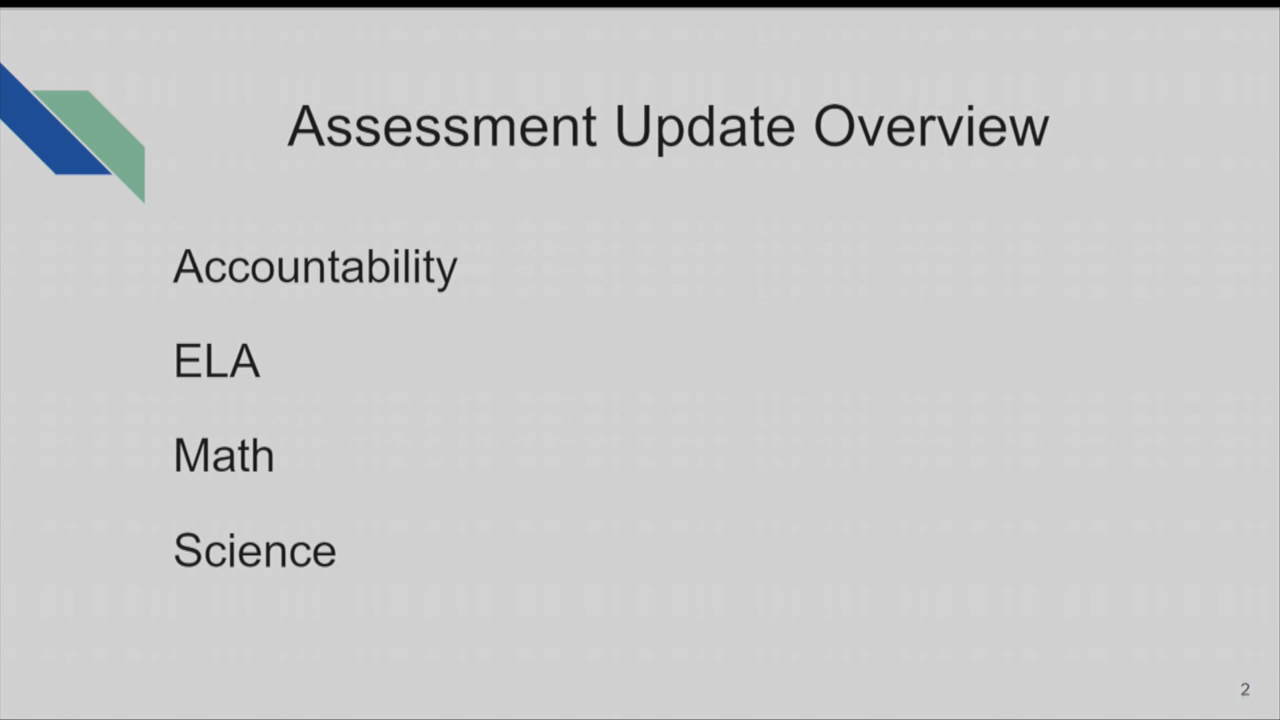 Assessment Update Overview
Accountability
ELA
Math
Science
2